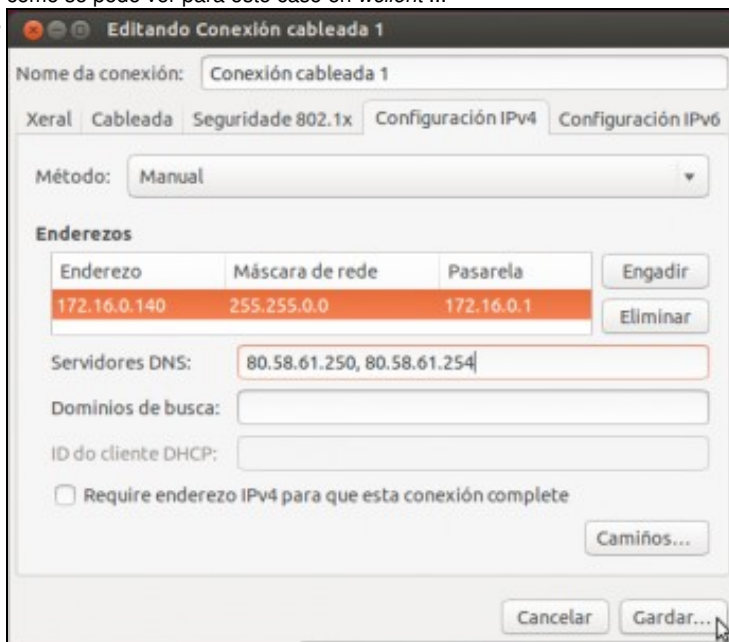 como se pode ver para este caso en
Editando Conexión cableada 1
Nome da conexión: Conexión cableada 1
Xeral Cableada Seguridade 802.1x Configuración IPv4 Configuración IPv6
Método: Manual
Enderezos
Enderezo Máscara de rede Pasarela Engadir
172.16.0.140 255.255.0.0 172.16.0.1 Eliminar
Servidores DNS: 80.58.61.250, 80.58.61.254
Dominios de busca:
ID do cliente DHCP:
Require enderezo IPv4 para que esta conexión complete
Camiños...
Cancelar Gardar...